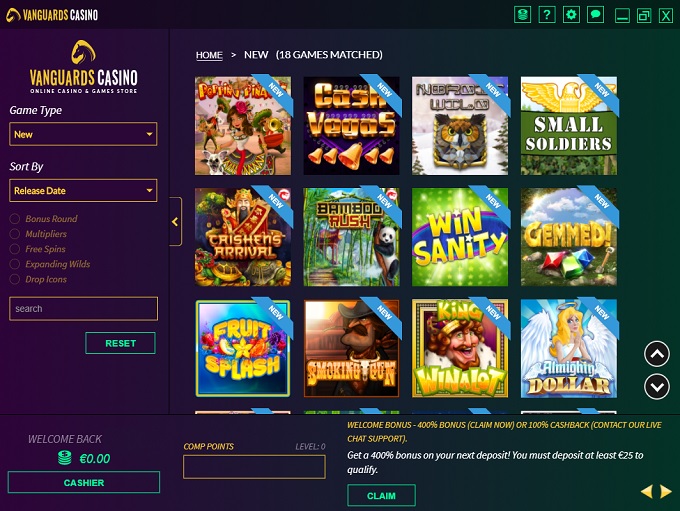 VANGUARDS CASINO
?
VANGUARDS CASINO
ONLINE CASINO & GAMES STORE
Game Type
New
Sort By
Release Date
Bonus Round
Multipliers
Free Spins
Expanding Wilds
Drop Icons
search
RESET
HOME > NEW (18 GAMES MATCHED)
NEW
NEW
Cash
Vegas
NEW
NORDIC
WILD
NEW
SMALL
SOLDIERS
NEW
CAISHEN'S
ARRIVAL
NEW
BAMBOO
RUSH
NEW
WIN
SANITY
NEW
GEMMED!
NEW
FRUIT
SPLASH
NEW
SMOKING GUN
NEW
KING
WINALOT
NEW
Almighty
DOLLAR
NEW
WELCOME BACK
€0.00
CASHIER
COMP POINTS LEVEL: 0
WELCOME BONUS - 400% BONUS (CLAIM NOW) OR 100% CASHBACK (CONTACT OUR LIVE
CHAT SUPPORT).
Get a 400% bonus on your next deposit! You must deposit at least €25 to
qualify.
CLAIM